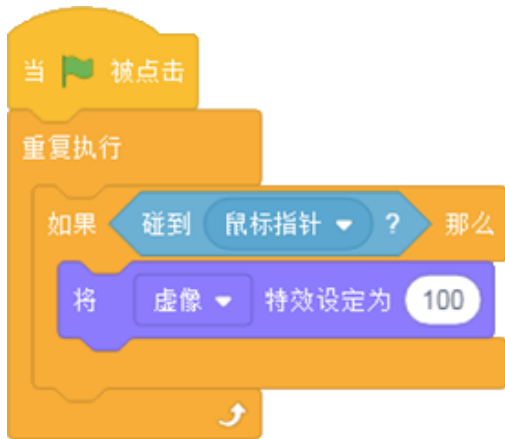 当 被点击
重复执行
如果 碰到 鼠标指针 ? 那么
将 虚像 特效设定为 100